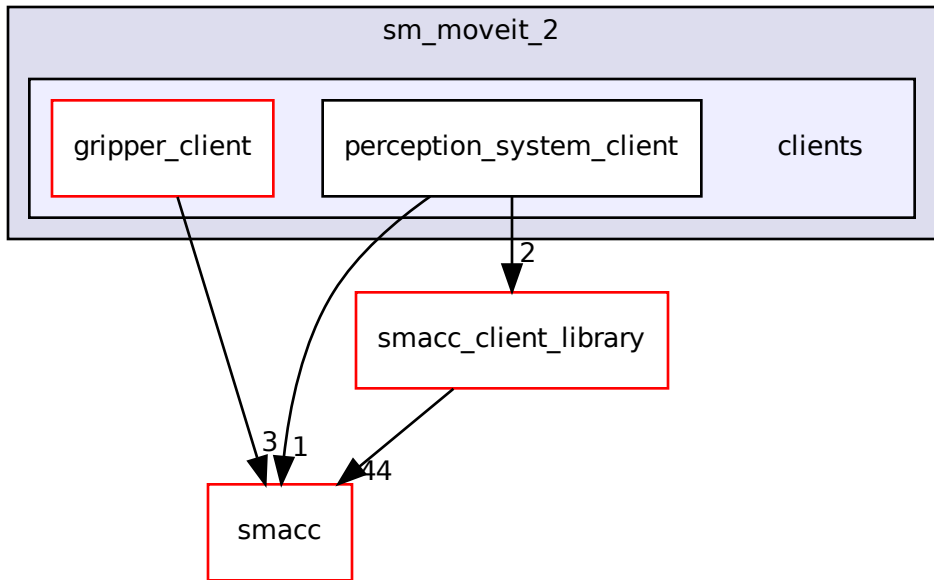 sm_moveit_2
gripper_client
perception_system_client
clients
2
smacc_client_library
3
1
44
smacc